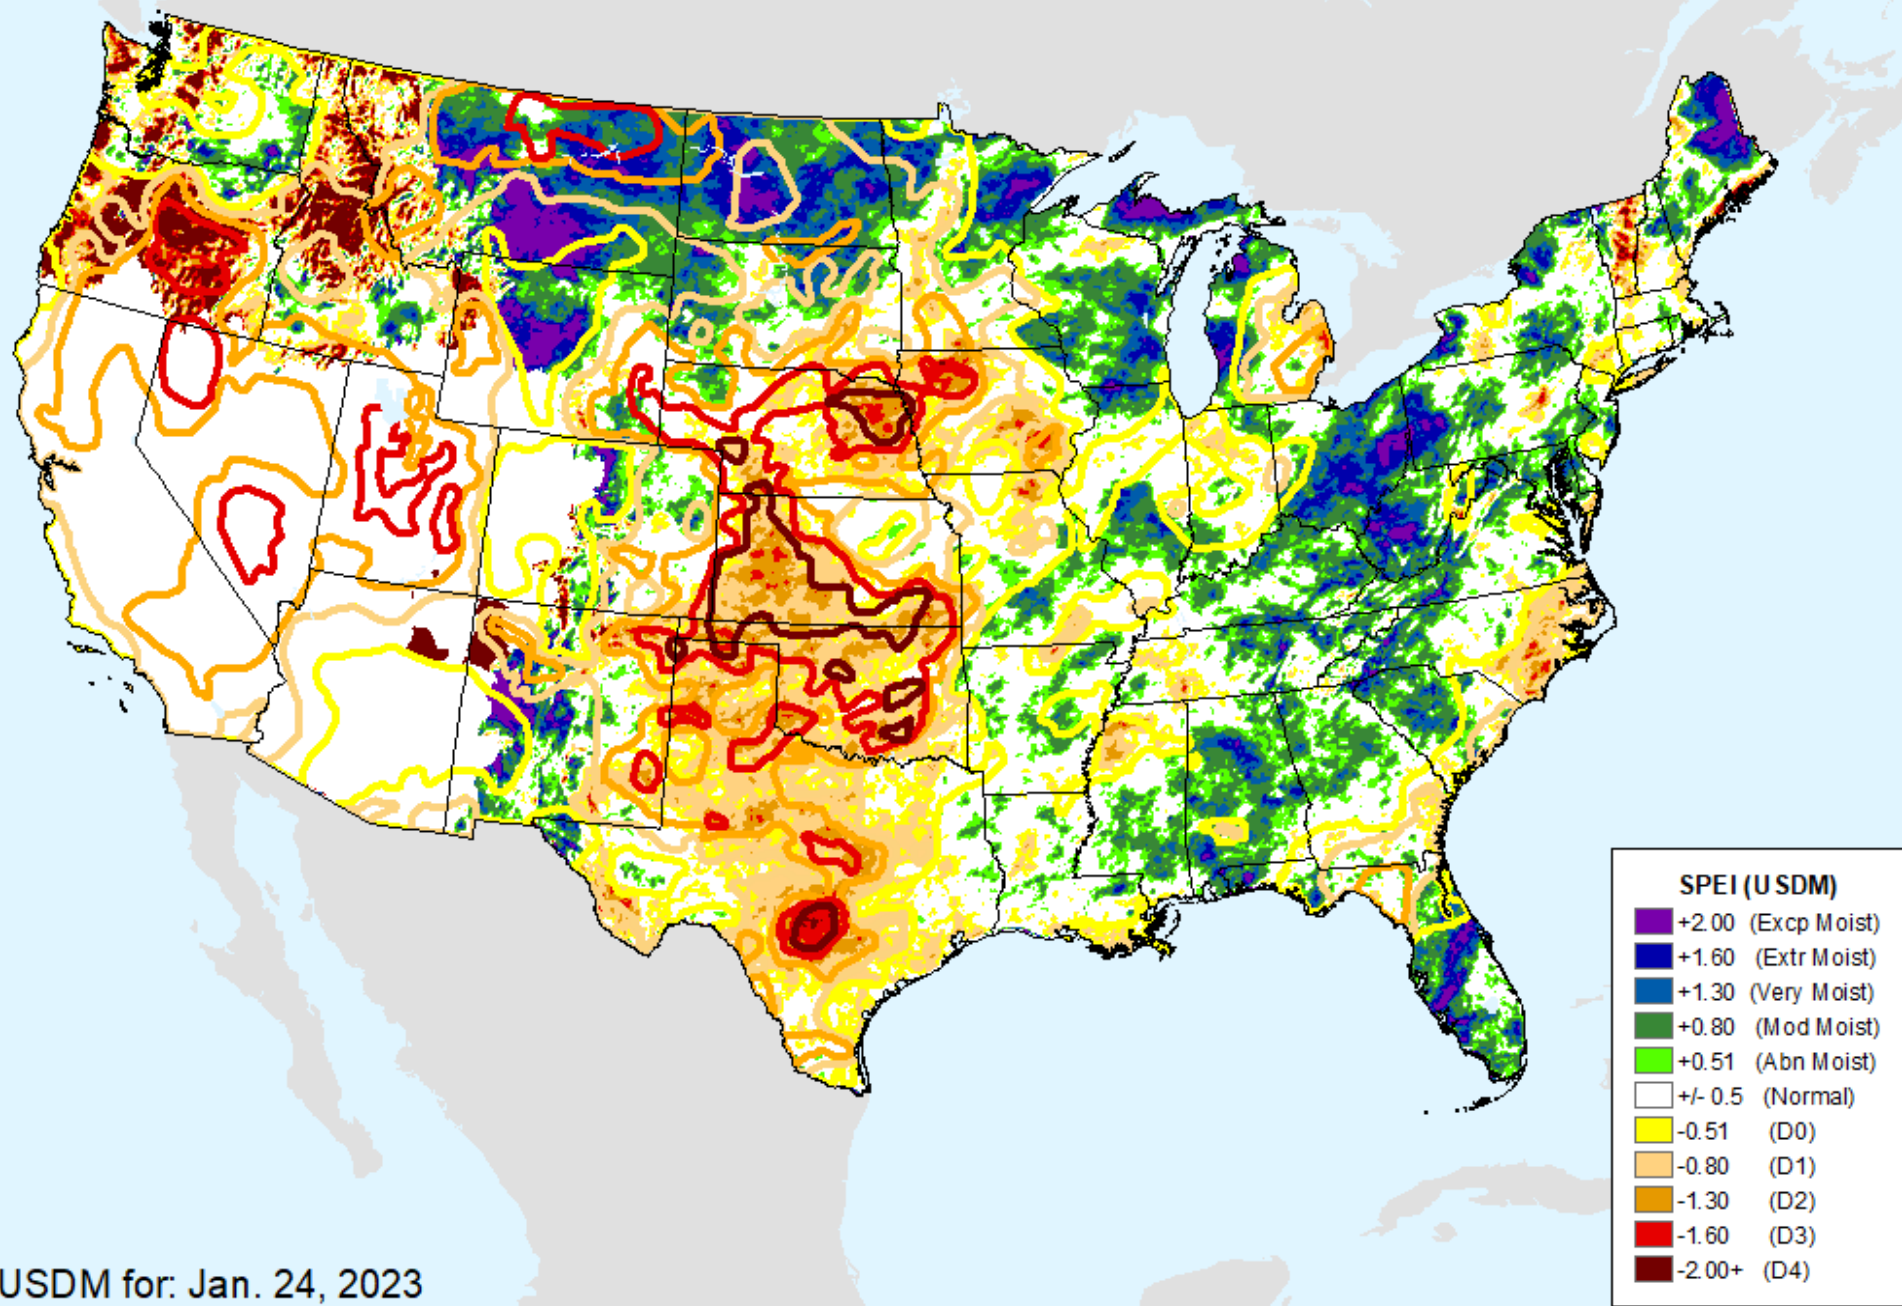 SPEI (USDM)
+2.00 (Excp Moist)
+1.60 (Extr Moist)
+1.30 (Very Moist)
+0.80 (Mod Moist)
+0.51 (Abn Moist)
+/- 0.5 (Normal)
-0.51 (D0)
-0.80 (D1)
-1.30 (D2)
-1.60 (D3)
-2.00+ (D4)
USDM for: Jan. 24, 2023